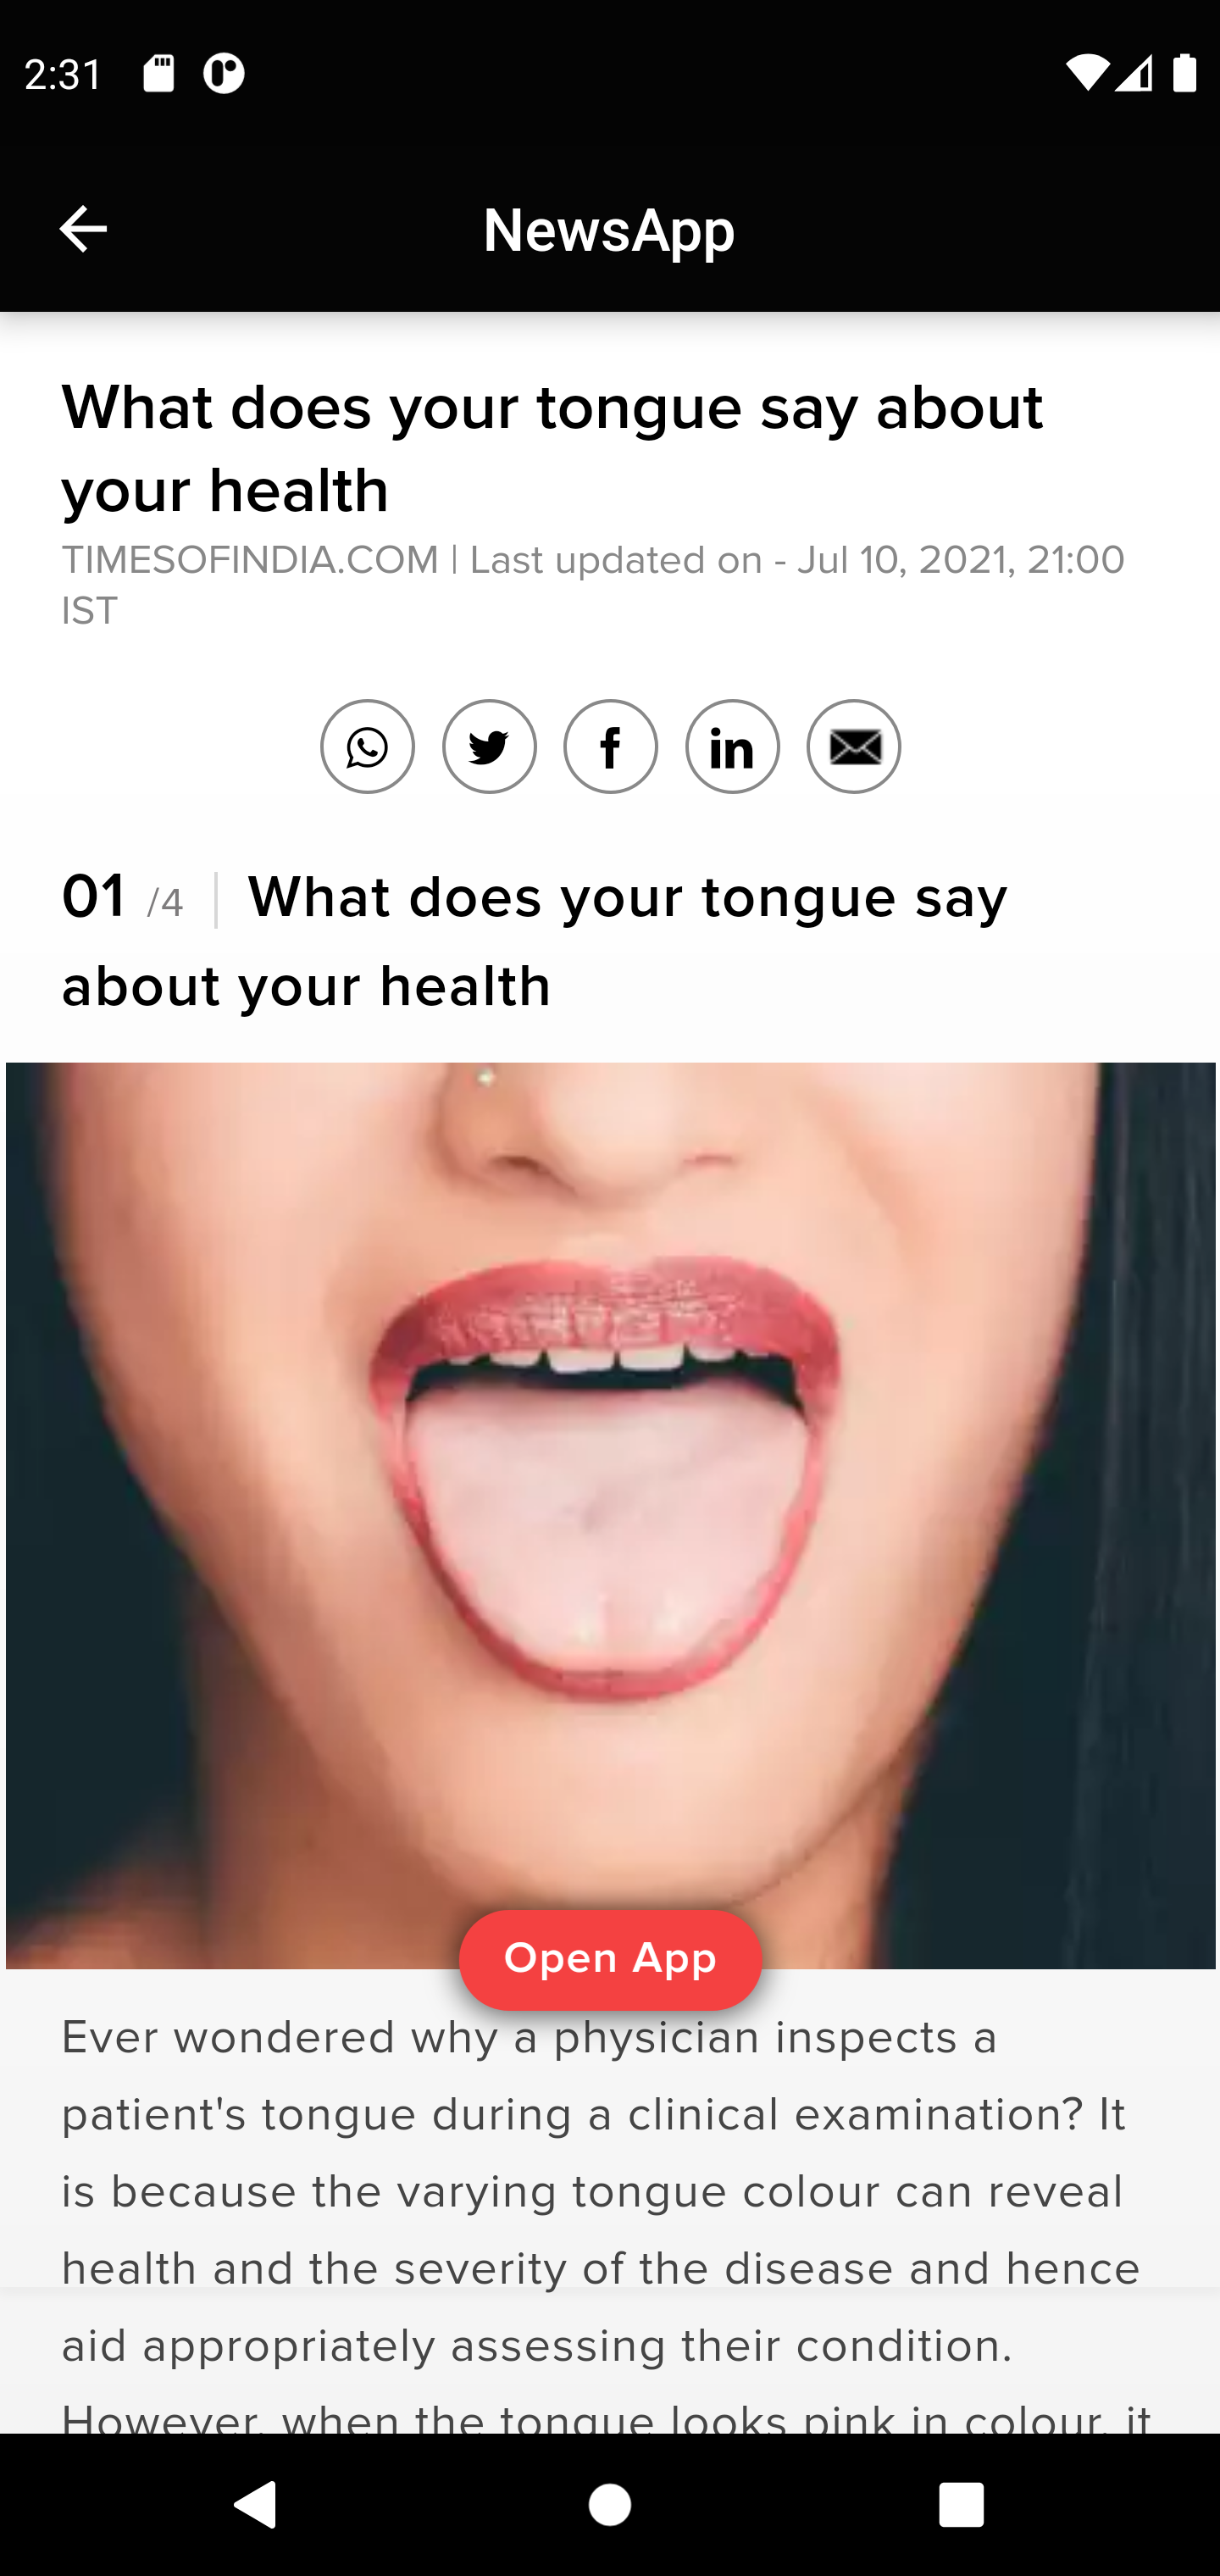 2:31
NewsApp
What does your tongue say about
your health
TIMESOFINDIA.COM | Last updated on - Jul 10, 2021, 21:00
IST
01 /4 | What does your tongue say
about your health
Open App
Ever wondered why a physician inspects a
patient's tongue during a clinical examination? It
is because the varying tongue colour can reveal
health and the severity of the disease and hence
aid appropriately assessing their condition.
However, when the tongue looks pink in colour, it